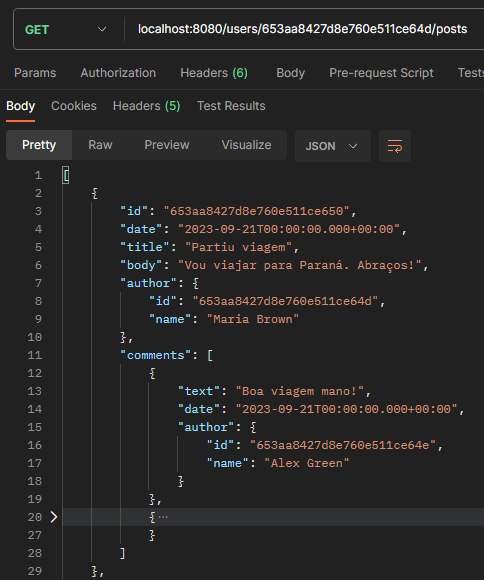 GET localhost:8080/users/653aa8427d8e760e511ce64d/posts
Params Authorization Headers (6) Body Pre-request Script Tests
Body Cookies Headers (5) Test Results
Pretty Raw Preview Visualize JSON
1 [
2 {
3 "id": "653aa8427d8e760e511ce650",
4 "date": "2023-09-21T00:00:00.000+00:00",
5 "title": "Partiu viagem",
6 "body": "Vou viajar para Paraná. Abraços!",
7 "author": {
8 "id": "653aa8427d8e760e511ce64d",
9 "name": "Maria Brown"
10 },
11 "comments": [
12 {
13 "text": "Boa viagem mano!",
14 "date": "2023-09-21T00:00:00.000+00:00",
15 "author": {
16 "id": "653aa8427d8e760e511ce64e",
17 "name": "Alex Green"
18 }
19 },
20 { ⋯
27 }
28 ]
29 },